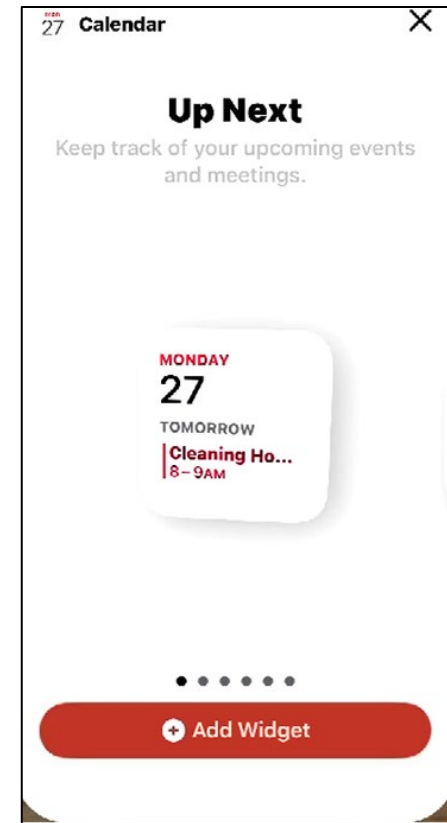 MON
27 Calendar
Up Next
Keep track of your upcoming events
and meetings.
MONDAY
27
TOMORROW
Cleaning Ho...
8–9AM
Add Widget